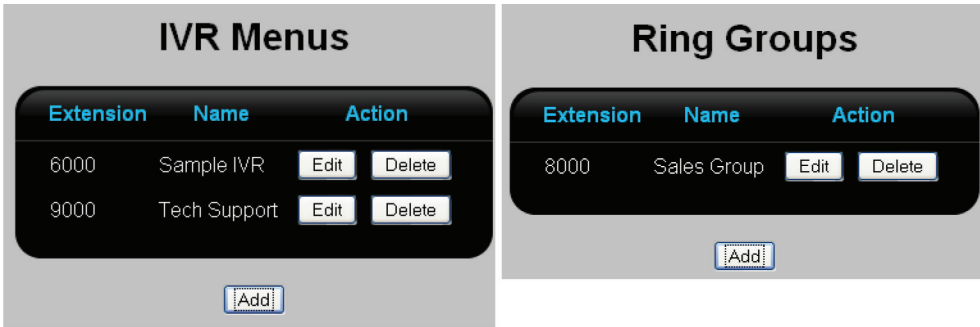 IVR Menus
Extension Name Action
6000 Sample IVR Edit Delete
9000 Tech Support Edit Delete
Add
Ring Groups
Extension Name Action
8000 Sales Group Edit Delete
Add